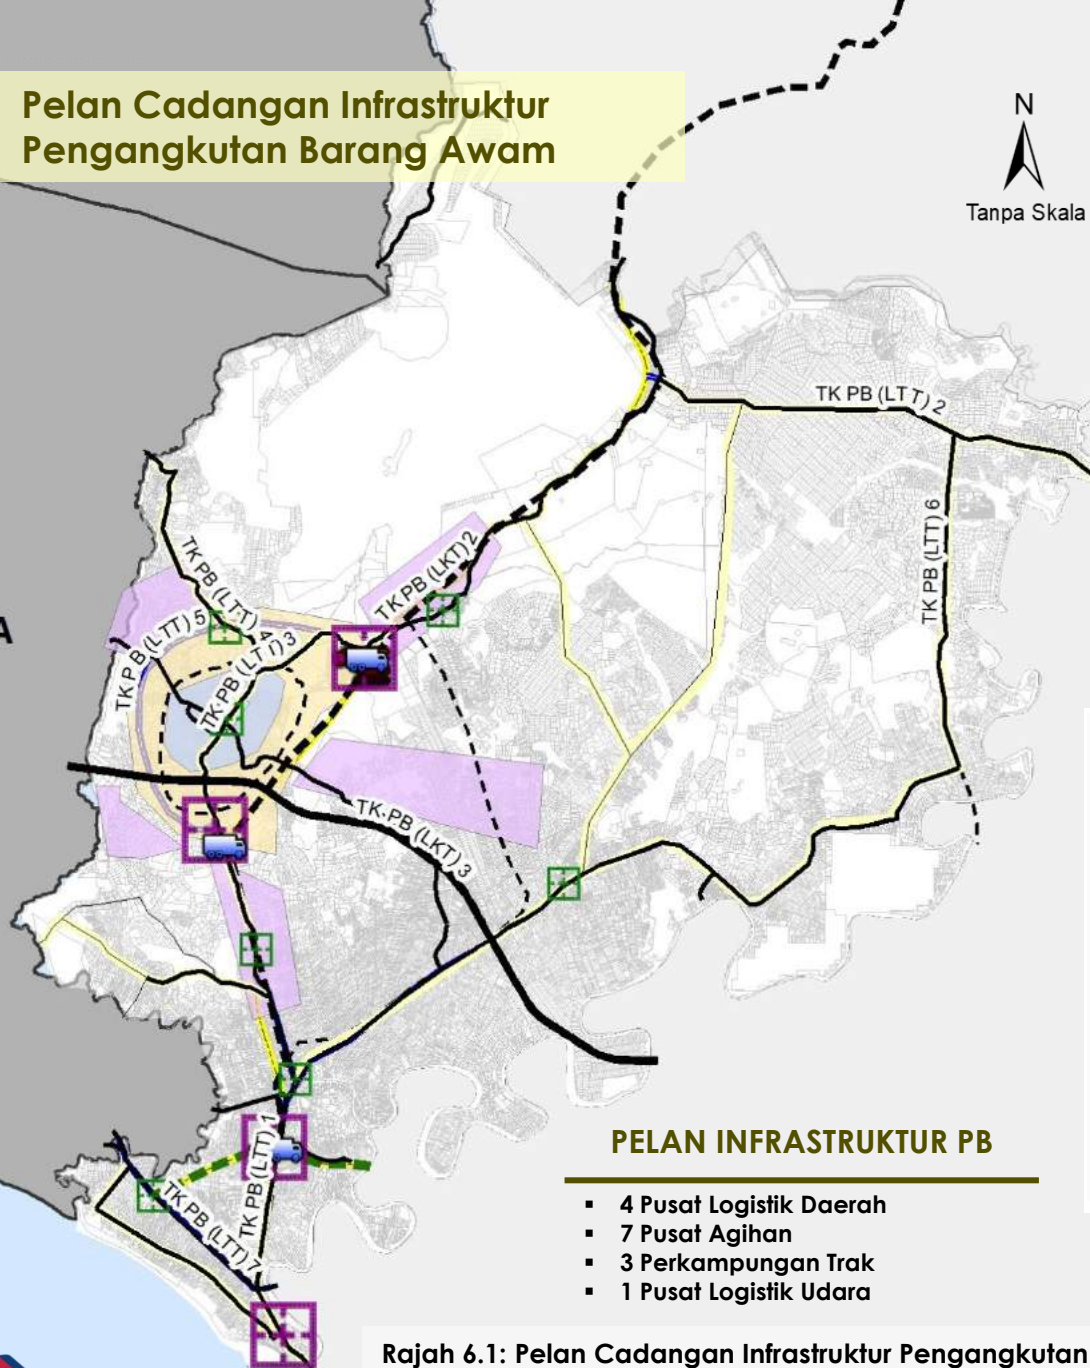 Pelan Cadangan Infrastruktur
Pengangkutan Barang Awam
N
Tanpa Skala
TK PB (LTT) 2
TK PB (LTT) 6
TK PB (LKT) 2
TK PB (LTT) 4
TK PB (LTT) 5
TK PB (LTT) 3
A
TK PB (LKT) 3
TK PB (LTT) 1
TK PB (LTT) 7
PELAN INFRASTRUKTUR PB
▪ 4 Pusat Logistik Daerah
▪ 7 Pusat Agihan
▪ 3 Perkampungan Trak
▪ 1 Pusat Logistik Udara
Rajah 6.1: Pelan Cadangan Infrastruktur Pengangkutan